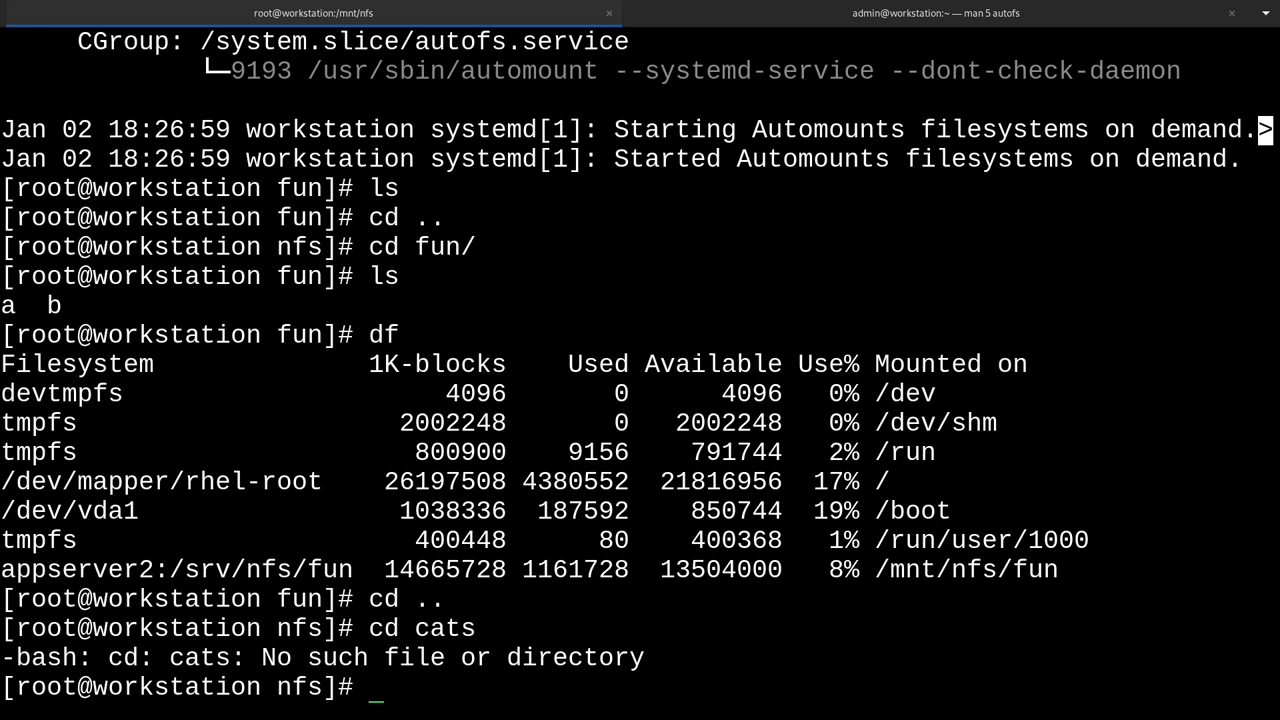 root@workstation:/mnt/nfs × admin@workstation:~ — man 5 autofs ×
     CGroup: /system.slice/autofs.service
             └─9193 /usr/sbin/automount --systemd-service --dont-check-daemon
Jan 02 18:26:59 workstation systemd[1]: Starting Automounts filesystems on demand.>
Jan 02 18:26:59 workstation systemd[1]: Started Automounts filesystems on demand.
[root@workstation fun]# ls
[root@workstation fun]# cd ..
[root@workstation nfs]# cd fun/
[root@workstation fun]# ls
a  b
[root@workstation fun]# df
Filesystem              1K-blocks    Used Available Use% Mounted on
devtmpfs                     4096       0      4096   0% /dev
tmpfs                     2002248       0   2002248   0% /dev/shm
tmpfs                      800900    9156    791744   2% /run
/dev/mapper/rhel-root    26197508 4380552  21816956  17% /
/dev/vda1                 1038336  187592    850744  19% /boot
tmpfs                      400448      80    400368   1% /run/user/1000
appserver2:/srv/nfs/fun  14665728 1161728  13504000   8% /mnt/nfs/fun
[root@workstation fun]# cd ..
[root@workstation nfs]# cd cats
-bash: cd: cats: No such file or directory
[root@workstation nfs]# _